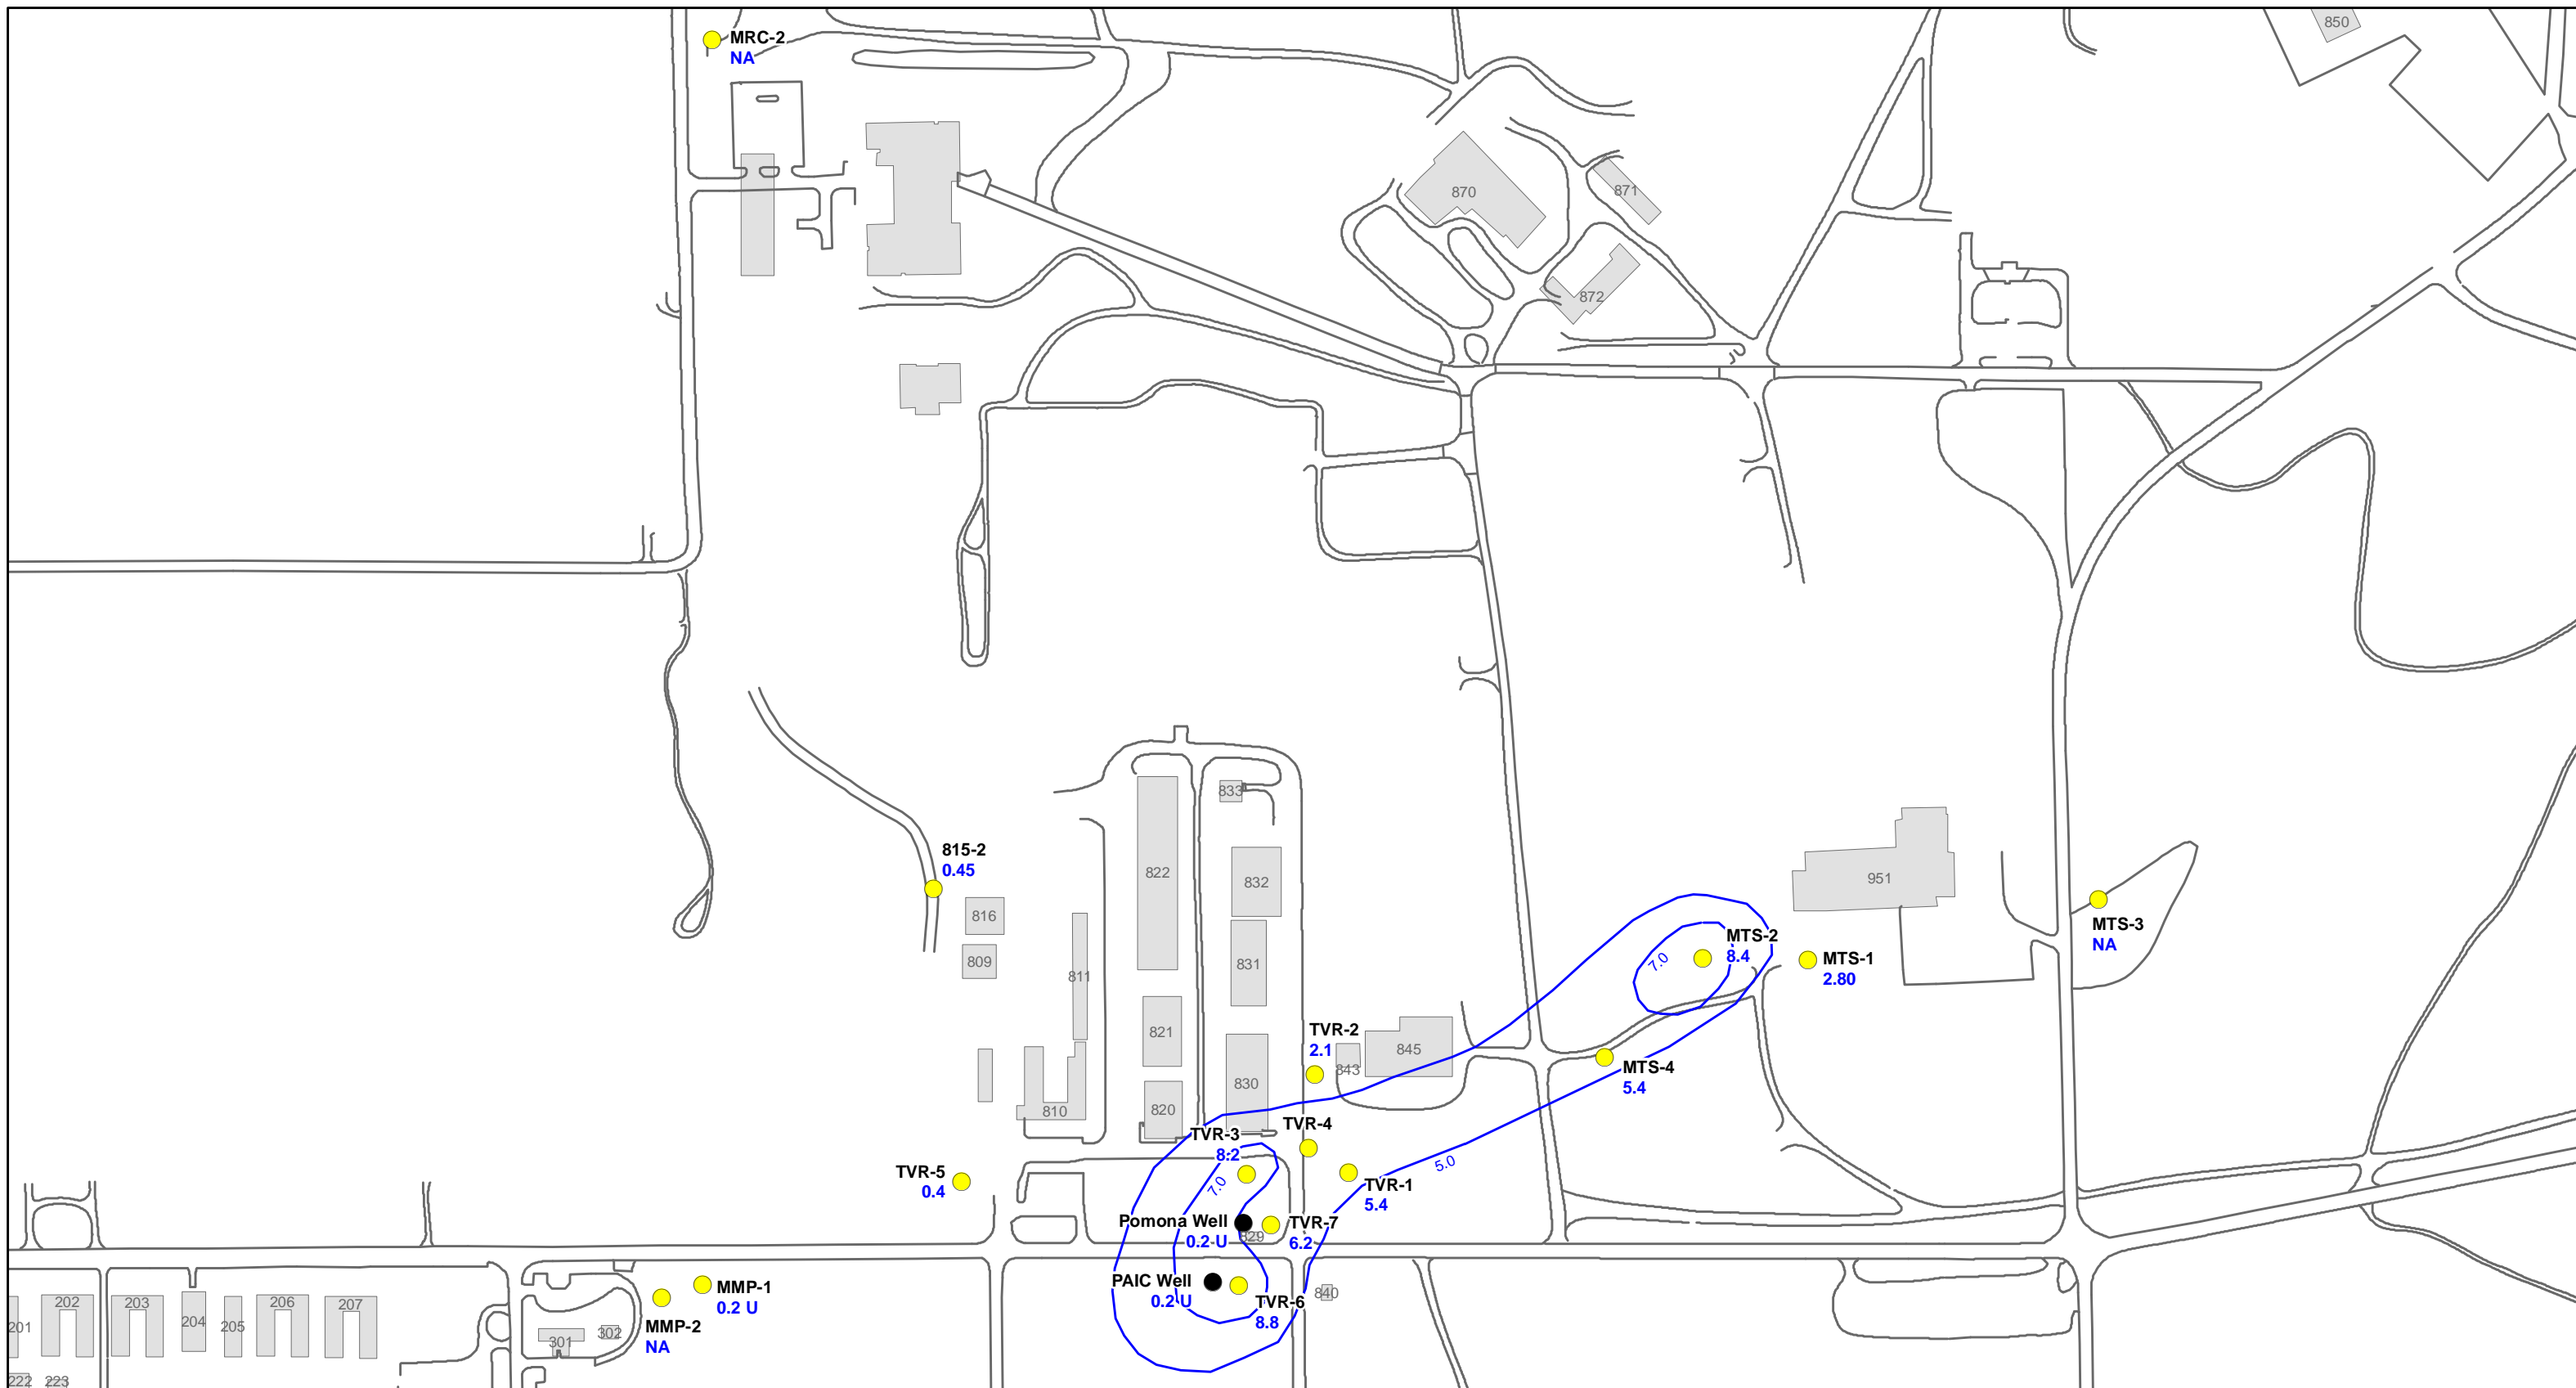 850
MRC-2
NA
870
871
872
815-2
0.45
833
822
832
816
831
809
811
821
830
820
810
951
MTS-3
NA
MTS-2
8.4
7.0
MTS-1
2.80
TVR-2
2.1
845
843
MTS-4
5.4
TVR-3
8.2
TVR-4
TVR-5
0.4
7.0
TVR-1
5.4
5.0
Pomona Well
0.2 U
829
TVR-7
6.2
PAIC Well
0.2 U
TVR-6
8.8
840
MMP-1
0.2 U
MMP-2
NA
201
202
203
204
205
206
207
301
302
222
223